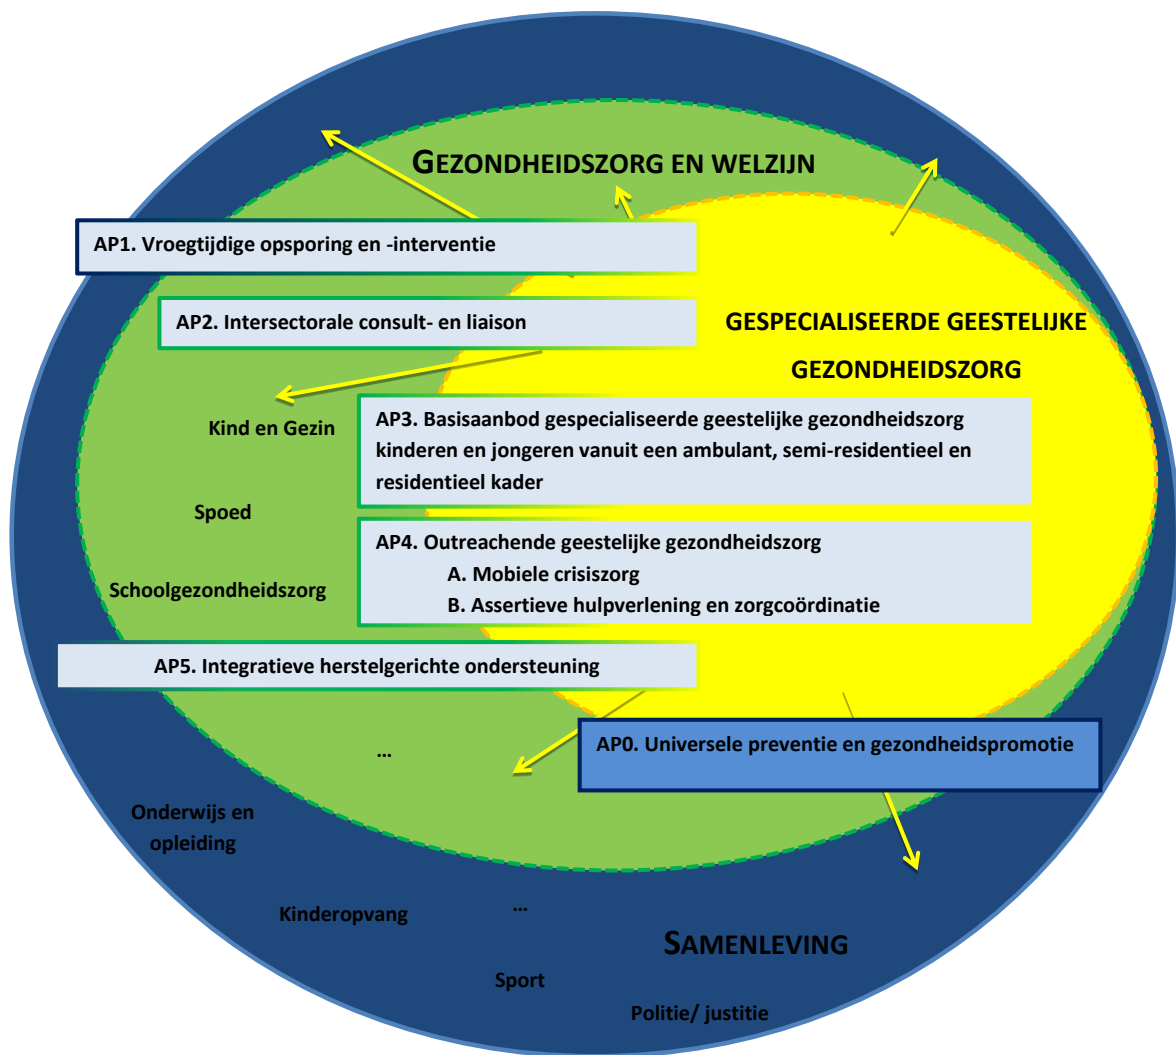 GEZONDHEIDSZORG EN WELZIJN
AP1. Vroegtijdige opsporing en -interventie
AP2. Intersectorale consult- en liaison
GESPECIALISEERDE GEESTELIJKE
GEZONDHEIDSZORG
Kind en Gezin
AP3. Basisaanbod gespecialiseerde geestelijke gezondheidszorg
kinderen en jongeren vanuit een ambulant, semi-residentieel en
residentieel kader
Spoed
AP4. Outreachende geestelijke gezondheidszorg
A. Mobiele crisiszorg
B. Assertieve hulpverlening en zorgcoördinatie
Schoolgezondheidszorg
AP5. Integratieve herstelgerichte ondersteuning
...
AP0. Universele preventie en gezondheidspromotie
Onderwijs en
opleiding
Kinderopvang
...
SAMENLEVING
Sport
Politie/ justitie